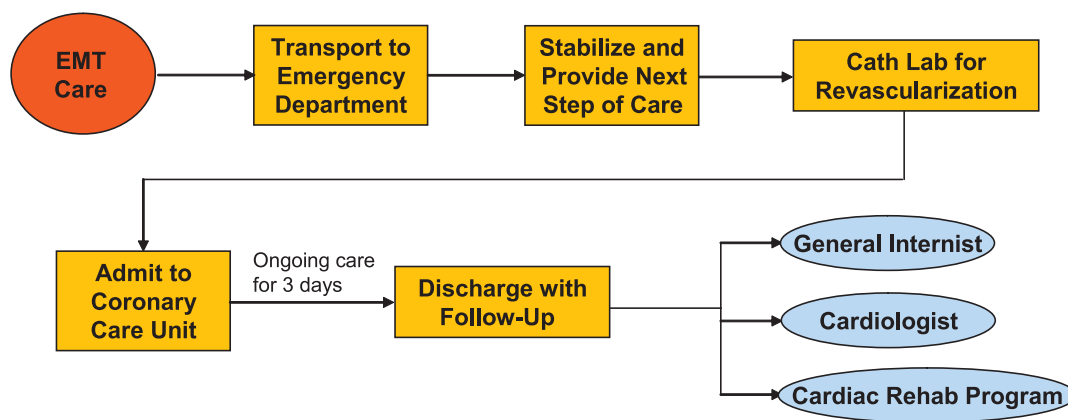 EMT
Care
Transport to
Emergency
Department
Stabilize and
Provide Next
Step of Care
Cath Lab for
Revascularization
Admit to
Coronary
Care Unit
Ongoing care
for 3 days
Discharge with
Follow-Up
General Internist
Cardiologist
Cardiac Rehab Program